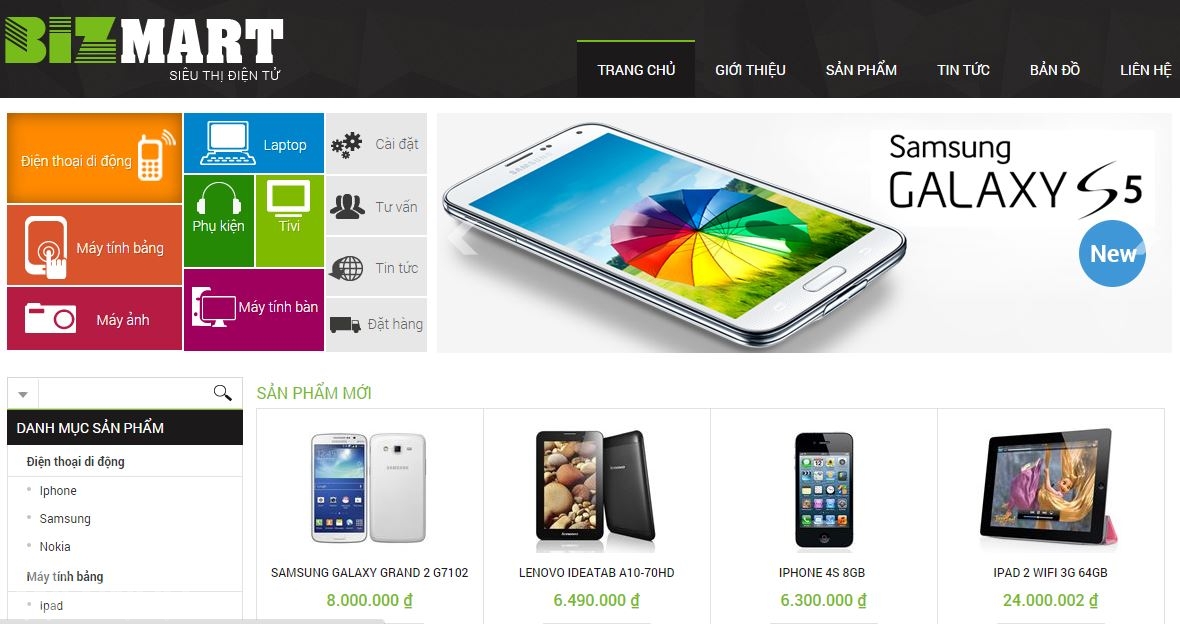 BIZMART
SIÊU THỊ ĐIỆN TỬ
TRANG CHỦ
GIỚI THIỆU
SẢN PHẨM
TIN TỨC
BẢN ĐỒ
LIÊN HỆ
Điện thoại di động
Laptop
Cài đặt
Phụ kiện
Tivi
Tư vấn
Máy tính bảng
Tin tức
Máy ảnh
Máy tính bàn
Đặt hàng
SAMSUNG
Samsung
GALAXY S5
New
DANH MỤC SẢN PHẨM
Điện thoại di động
Iphone
Samsung
Nokia
Máy tính bảng
Ipad
SẢN PHẨM MỚI
SAMSUNG GALAXY GRAND 2 G7102
8.000.000 ₫
LENOVO IDEATAB A10-70HD
6.490.000 ₫
IPHONE 4S 8GB
6.300.000 ₫
IPAD 2 WIFI 3G 64GB
24.000.002 ₫